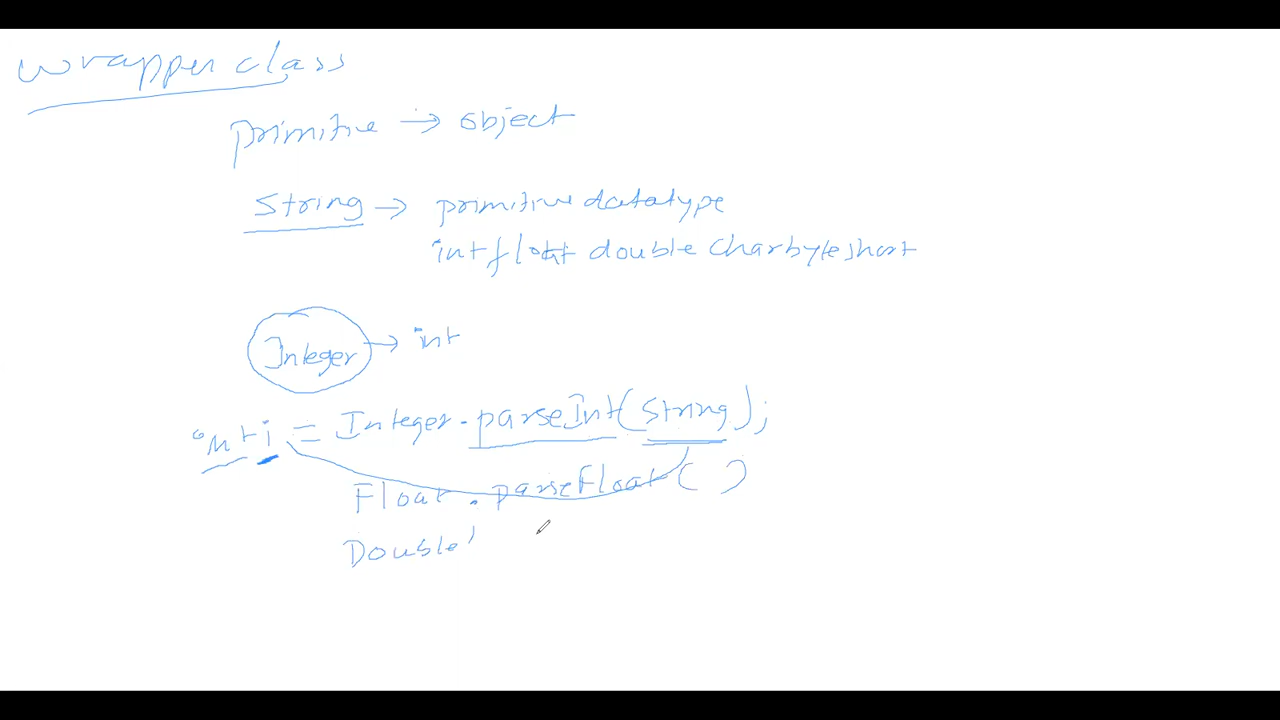 wrapper class
primitive → object
String → primitive datatype
int float double char byte short
Integer → int
int i = Integer.parseInt(String);
Float.parseFloat( )
Double